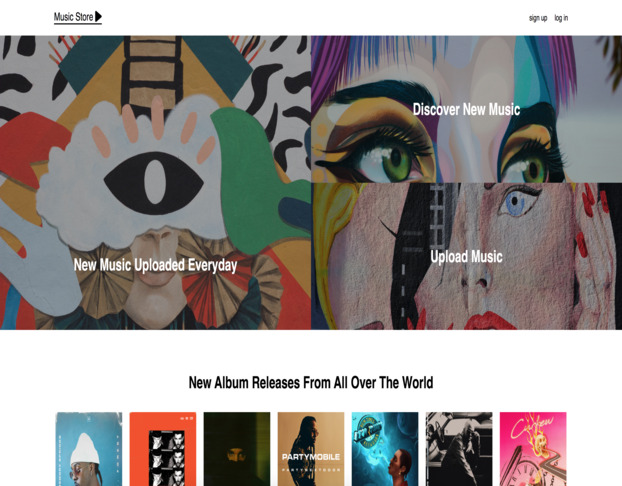 Music Store
sign up
log in
Discover New Music
New Music Uploaded Everyday
Upload Music
New Album Releases From All Over The World
PARTYMOBILE
PARTYNEXTDOOR